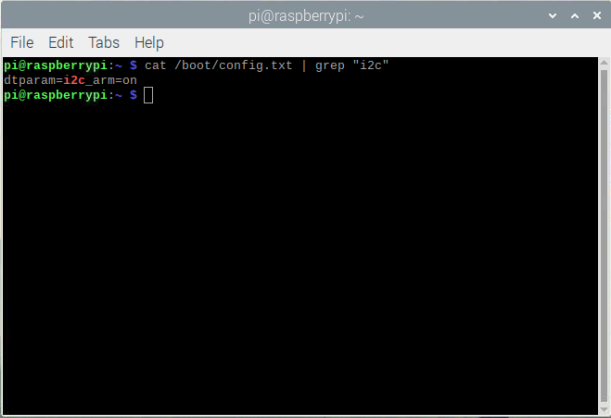 pi@raspberrypi: ~
File Edit Tabs Help
pi@raspberrypi:~ $ cat /boot/config.txt | grep "i2c"
dtparam=i2c_arm=on
pi@raspberrypi:~ $